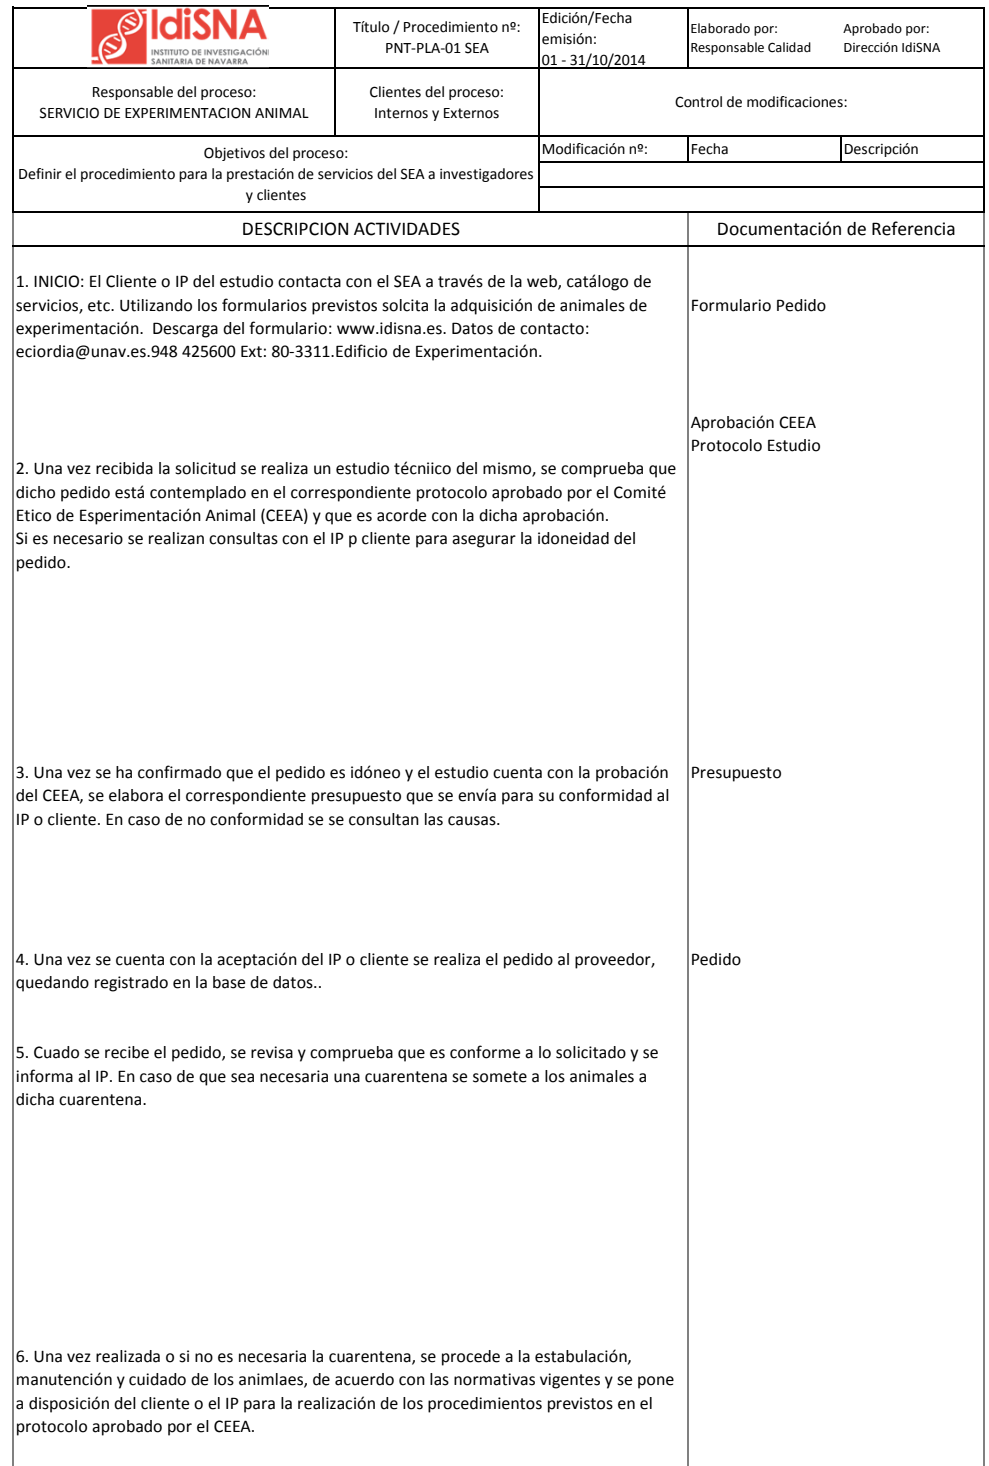 IdiSNA
INSTITUTO DE INVESTIGACIÓN
SANITARIA DE NAVARRA
Título / Procedimiento nº:
PNT-PLA-01 SEA
Edición/Fecha
emisión:
01 - 31/10/2014
Elaborado por:
Responsable Calidad
Aprobado por:
Dirección IdiSNA
Responsable del proceso:
SERVICIO DE EXPERIMENTACION ANIMAL
Clientes del proceso:
Internos y Externos
Control de modificaciones:
Objetivos del proceso:
Definir el procedimiento para la prestación de servicios del SEA a investigadores
y clientes
Modificación nº:
Fecha
Descripción
DESCRIPCION ACTIVIDADES
Documentación de Referencia
1. INICIO: El Cliente o IP del estudio contacta con el SEA a través de la web, catálogo de
servicios, etc. Utilizando los formularios previstos solcita la adquisición de animales de
experimentación.  Descarga del formulario: www.idisna.es. Datos de contacto:
eciordia@unav.es.948 425600 Ext: 80-3311.Edificio de Experimentación.
Formulario Pedido
Aprobación CEEA
Protocolo Estudio
2. Una vez recibida la solicitud se realiza un estudio técniico del mismo, se comprueba que
dicho pedido está contemplado en el correspondiente protocolo aprobado por el Comité
Etico de Esperimentación Animal (CEEA) y que es acorde con la dicha aprobación.
Si es necesario se realizan consultas con el IP p cliente para asegurar la idoneidad del
pedido.
3. Una vez se ha confirmado que el pedido es idóneo y el estudio cuenta con la probación
del CEEA, se elabora el correspondiente presupuesto que se envía para su conformidad al
IP o cliente. En caso de no conformidad se se consultan las causas.
Presupuesto
4. Una vez se cuenta con la aceptación del IP o cliente se realiza el pedido al proveedor,
quedando registrado en la base de datos..
Pedido
5. Cuado se recibe el pedido, se revisa y comprueba que es conforme a lo solicitado y se
informa al IP. En caso de que sea necesaria una cuarentena se somete a los animales a
dicha cuarentena.
6. Una vez realizada o si no es necesaria la cuarentena, se procede a la estabulación,
manutención y cuidado de los animlaes, de acuerdo con las normativas vigentes y se pone
a disposición del cliente o el IP para la realización de los procedimientos previstos en el
protocolo aprobado por el CEEA.